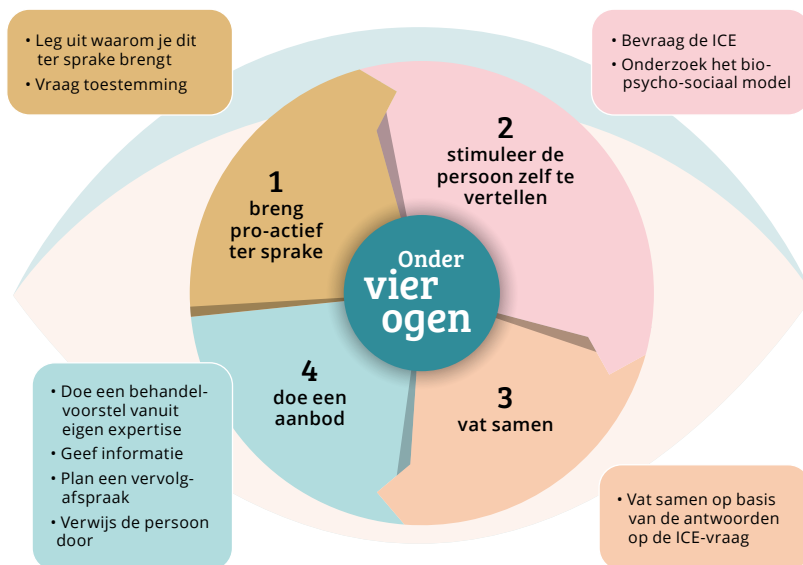 • Leg uit waarom je dit
ter sprake brengt
• Vraag toestemming
1
breng
pro-actief
ter sprake
• Bevraag de ICE
• Onderzoek het bio-
psycho-sociaal model
2
stimuleer de
persoon zelf te
vertellen
Onder
vier
ogen
3
vat samen
• Vat samen op basis
van de antwoorden
op de ICE-vraag
4
doe een
aanbod
• Doe een behandel-
voorstel vanuit
eigen expertise
• Geef informatie
• Plan een vervolg-
afspraak
• Verwijs de persoon
door